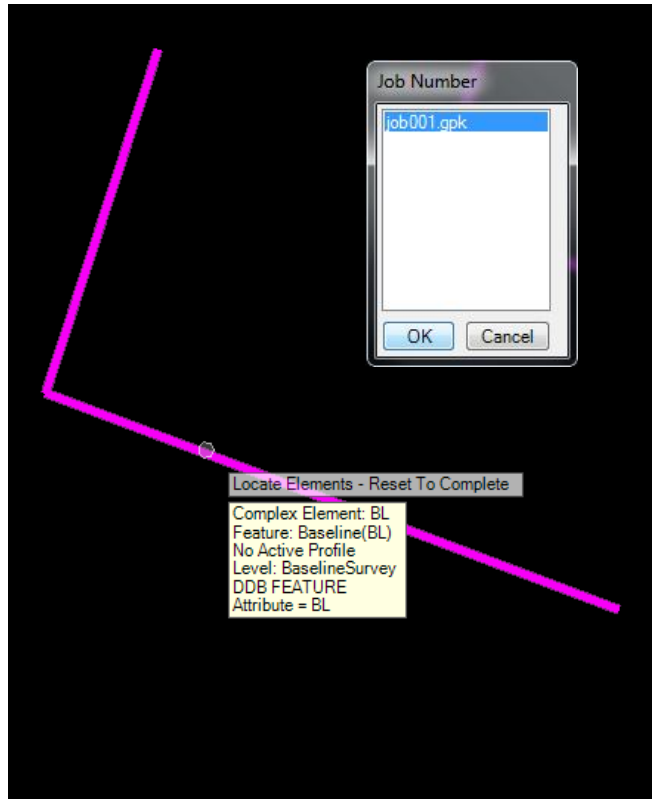 Job Number
job001.gpk
OK
Cancel
Locate Elements - Reset To Complete
Complex Element: BL
Feature: Baseline(BL)
No Active Profile
Level: BaselineSurvey
DDB FEATURE
Attribute = BL